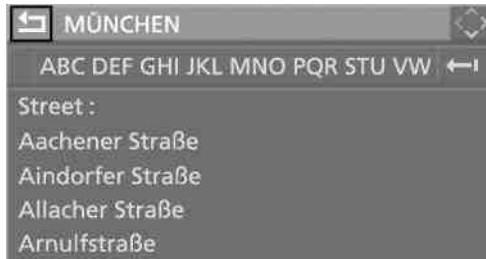 MÜNCHEN
ABC DEF GHI JKL MNO PQR STU VW
Street :
Aachener Straße
Aindorfer Straße
Allacher Straße
Arnulfstraße